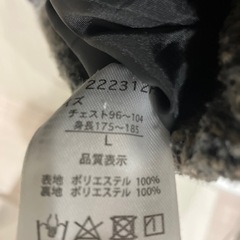 222312
ズ
チェスト96～104
身長175～185
L
品質表示
表地 ポリエステル 100%
裏地 ポリエステル 100%